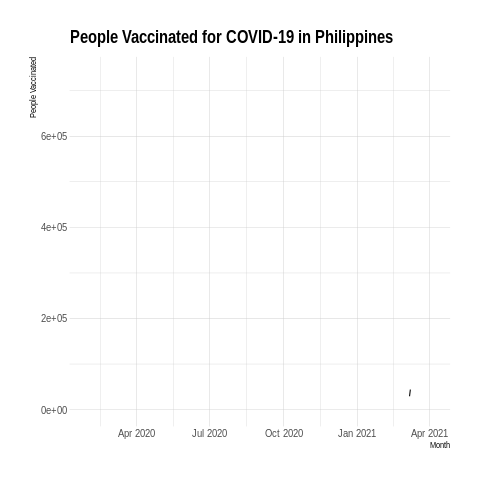 People Vaccinated for COVID-19 in Philippines
People Vaccinated
6e+05
4e+05
2e+05
0e+00
Apr 2020 Jul 2020 Oct 2020 Jan 2021 Apr 2021
Month